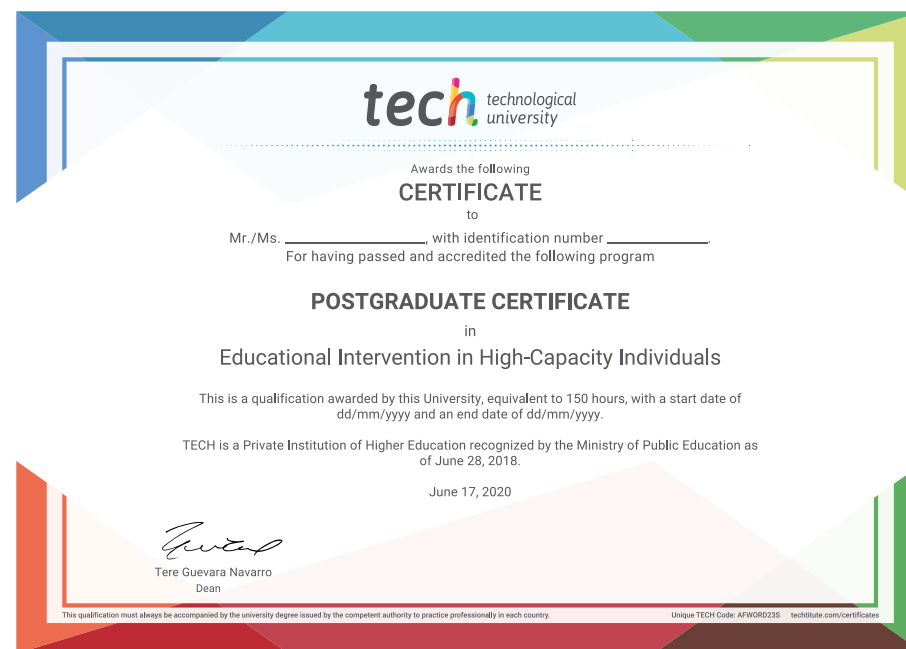 tech technological
university
Awards the following
CERTIFICATE
to
Mr./Ms. ____________, with identification number ____________.
For having passed and accredited the following program
POSTGRADUATE CERTIFICATE
in
Educational Intervention in High-Capacity Individuals
This is a qualification awarded by this University, equivalent to 150 hours, with a start date of
dd/mm/yyyy and an end date of dd/mm/yyyy.
TECH is a Private Institution of Higher Education recognized by the Ministry of Public Education as
of June 28, 2018.
June 17, 2020
Tere Guevara Navarro
Dean
This qualification must always be accompanied by the university degree issued by the competent authority to practice professionally in each country. Unique TECH Code: AFWORD23S techtitute.com/certificates